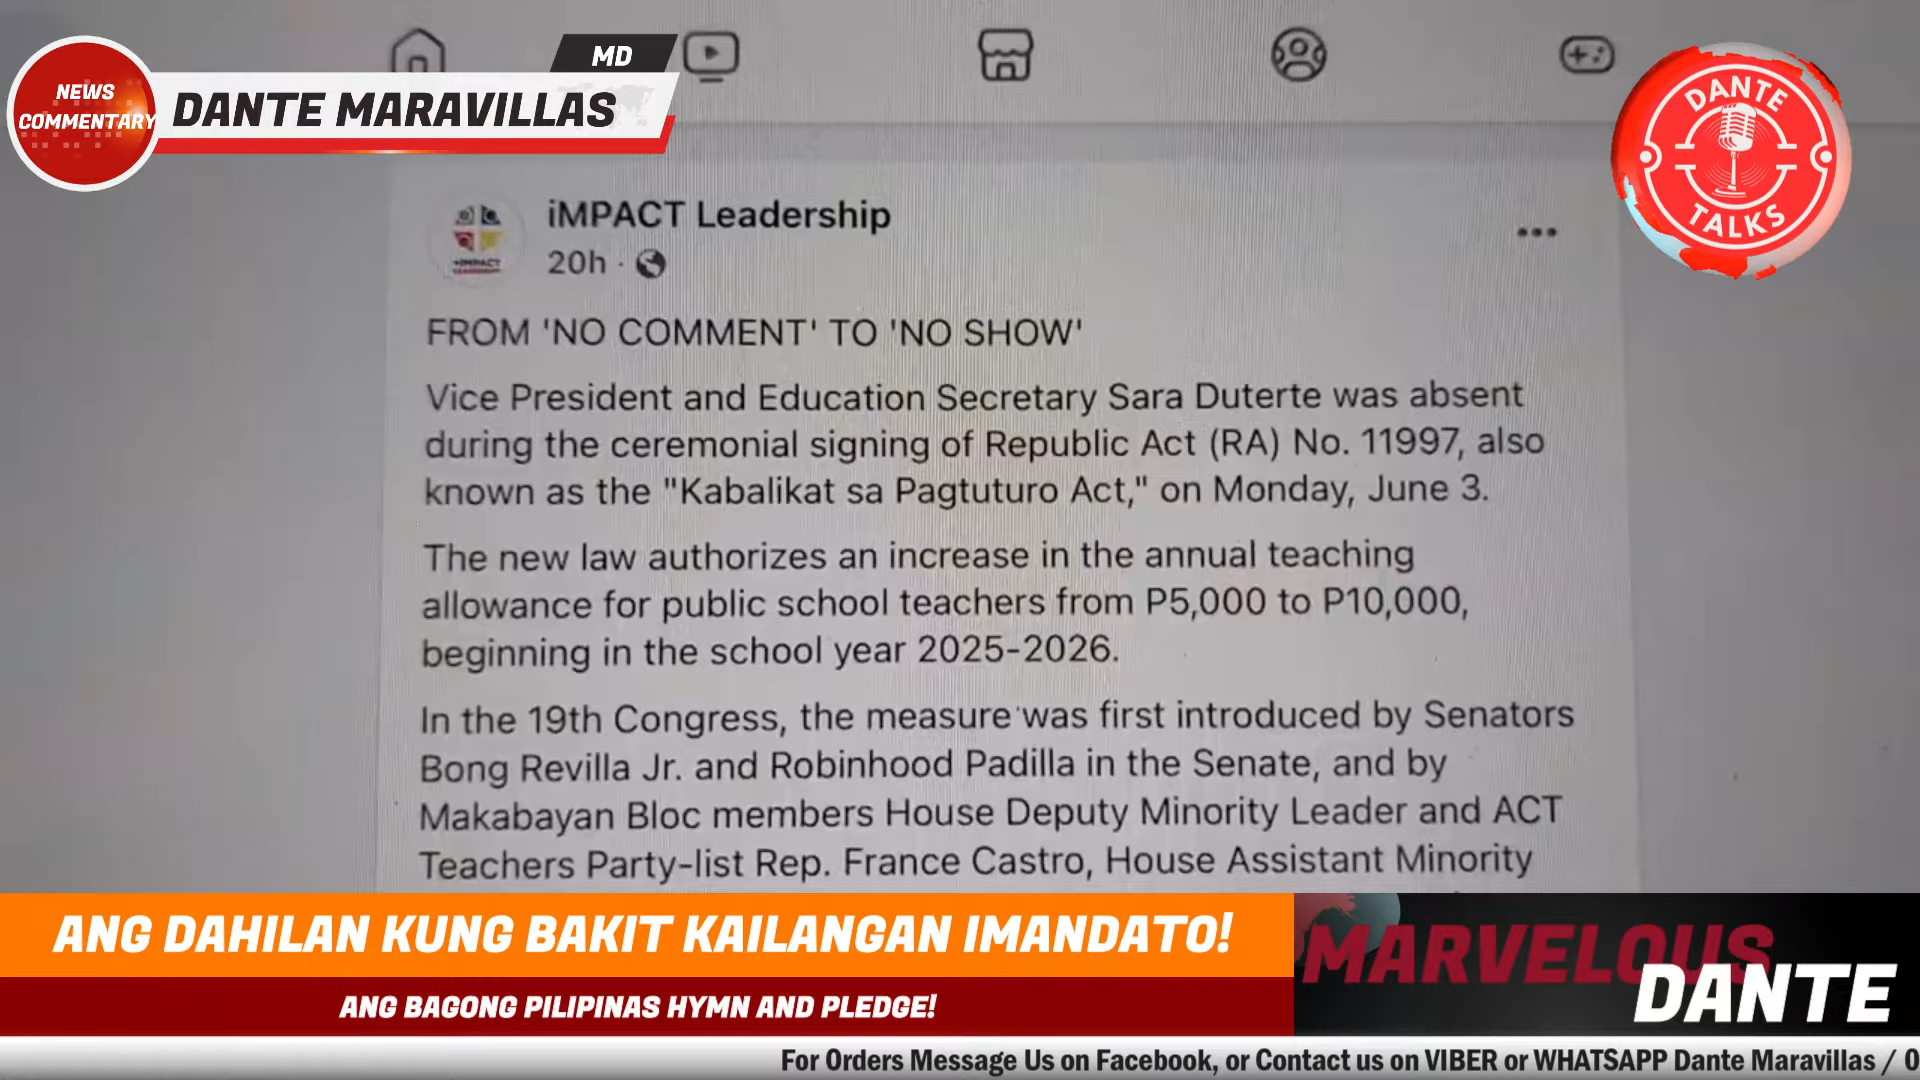 NEWS
COMMENTARY
MD
DANTE MARAVILLAS
DANTE
TALKS
iMPACT Leadership
20h ·
FROM 'NO COMMENT' TO 'NO SHOW'
Vice President and Education Secretary Sara Duterte was absent
during the ceremonial signing of Republic Act (RA) No. 11997, also
known as the "Kabalikat sa Pagtuturo Act," on Monday, June 3.
The new law authorizes an increase in the annual teaching
allowance for public school teachers from P5,000 to P10,000,
beginning in the school year 2025-2026.
In the 19th Congress, the measure was first introduced by Senators
Bong Revilla Jr. and Robinhood Padilla in the Senate, and by
Makabayan Bloc members House Deputy Minority Leader and ACT
Teachers Party-list Rep. France Castro, House Assistant Minority
ANG DAHILAN KUNG BAKIT KAILANGAN IMANDATO!
ANG BAGONG PILIPINAS HYMN AND PLEDGE!
MARVELOUS
DANTE
For Orders Message Us on Facebook, or Contact us on VIBER or WHATSAPP Dante Maravillas / 0